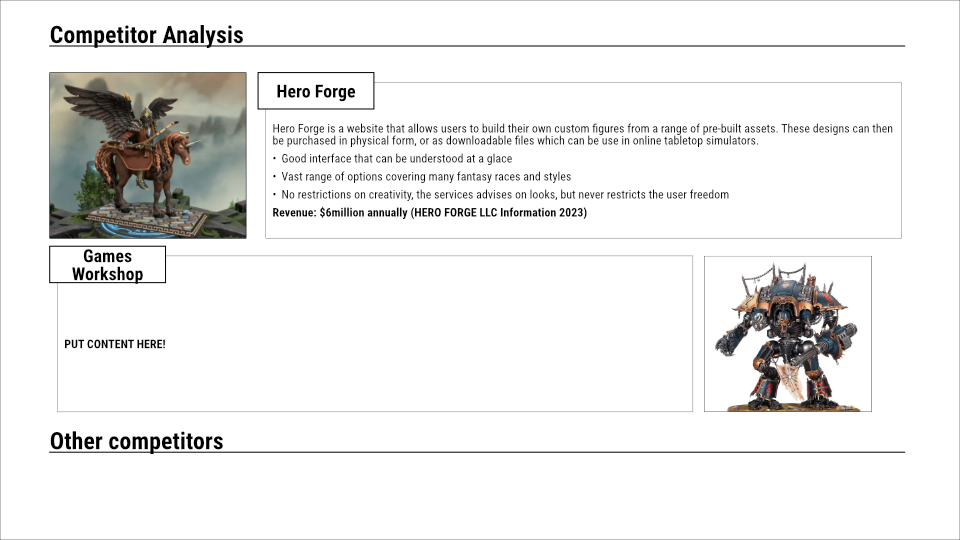 Competitor Analysis
Hero Forge
Hero Forge is a website that allows users to build their own custom figures from a range of pre-built assets. These designs can then
be purchased in physical form, or as downloadable files which can be use in online tabletop simulators.
• Good interface that can be understood at a glace
• Vast range of options covering many fantasy races and styles
• No restrictions on creativity, the services advises on looks, but never restricts the user freedom
Revenue: $6million annually (HERO FORGE LLC Information 2023)
Games
Workshop
PUT CONTENT HERE!
Other competitors